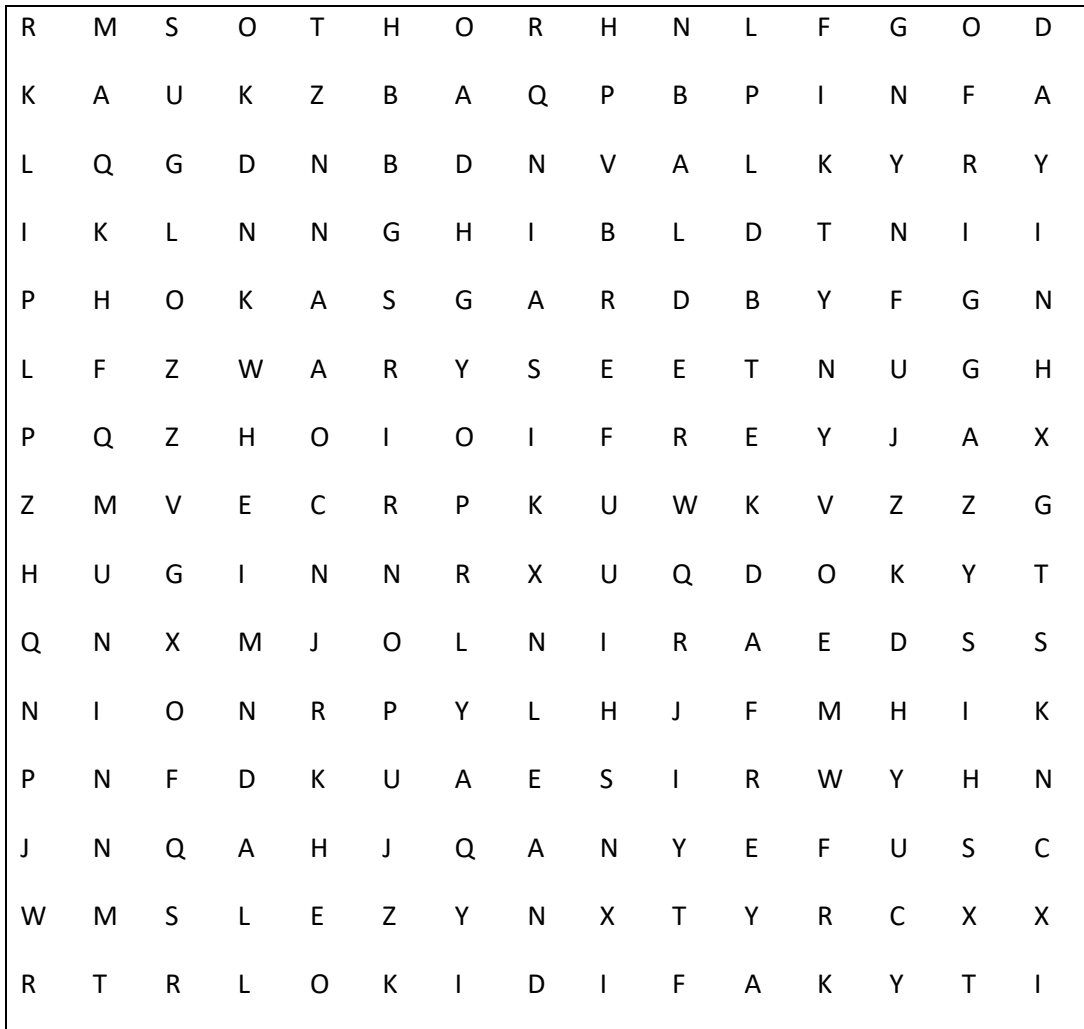 R M S O T H O R H N L F G O D
K A U K Z B A Q P B P I N F A
L Q G D N B D N V A L K Y R Y
I K L N N G H I B L D T N I I
P H O K A S G A R D B Y F G N
L F Z W A R Y S E E T N U G H
P Q Z H O I O I F R E Y J A X
Z M V E C R P K U W K V Z Z G
H U G I N N R X U Q D O K Y T
Q N X M J O L N I R A E D S S
N I O N R P Y L H J F M H I K
P N F D K U A E S I R W Y H N
J N Q A H J Q A N Y E F U S C
W M S L E Z Y N X T Y R C X X
R T R L O K I D I F A K Y T I